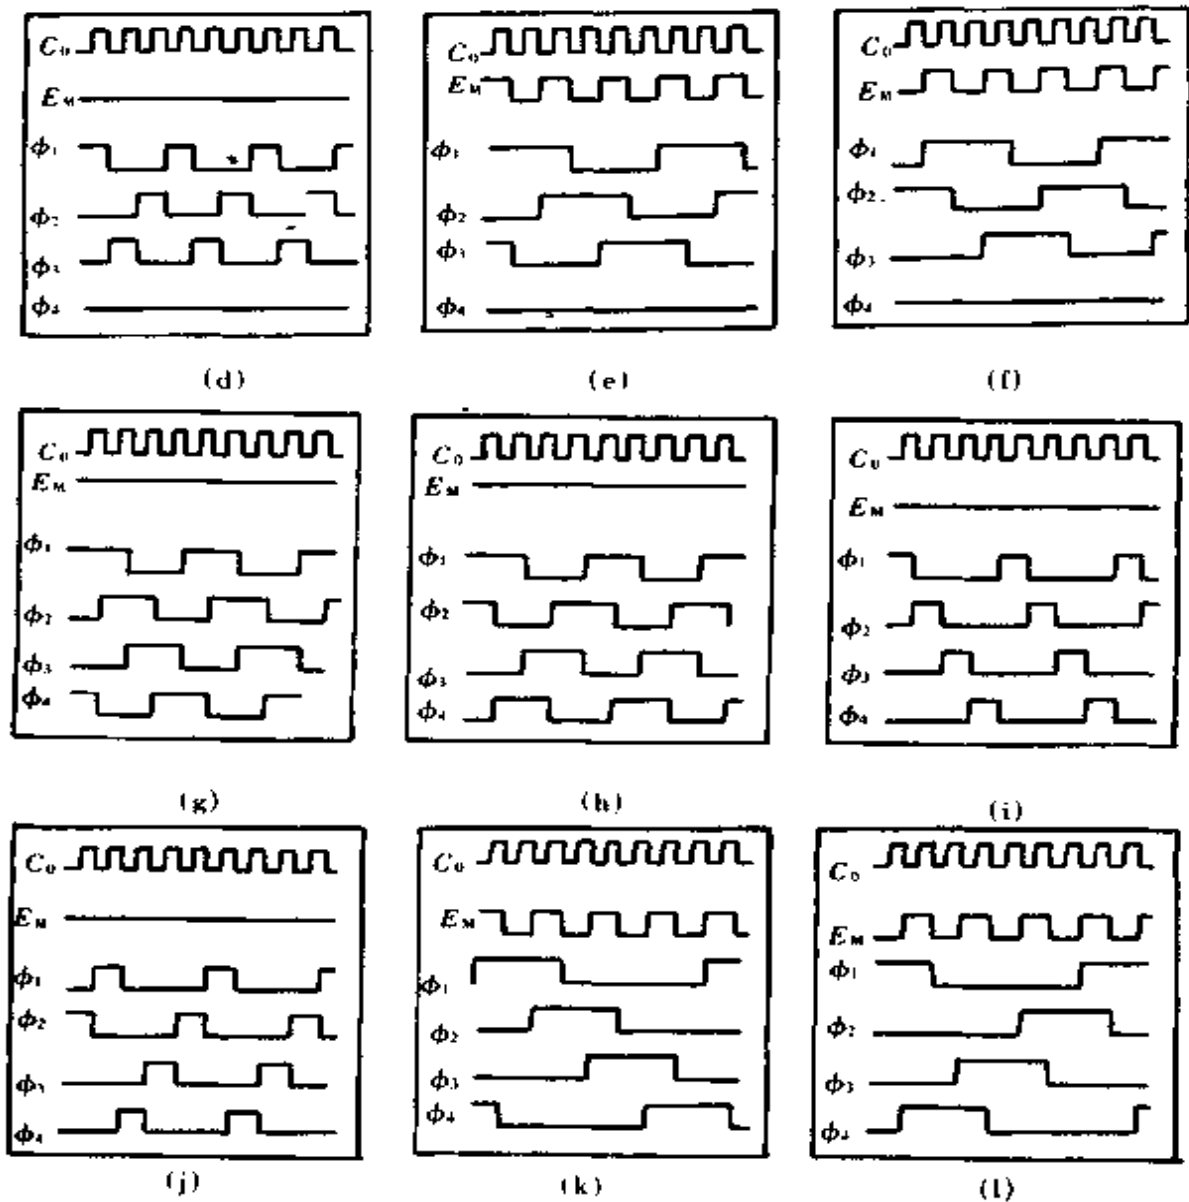 C₀
E_M
ϕ₁
ϕ₂
ϕ₃
ϕ₄
(d)
C₀
E_M
ϕ₁
ϕ₂
ϕ₃
ϕ₄
(e)
C₀
E_M
ϕ₁
ϕ₂
ϕ₃
ϕ₄
(f)
C₀
E_M
ϕ₁
ϕ₂
ϕ₃
ϕ₄
(g)
C₀
E_M
ϕ₁
ϕ₂
ϕ₃
ϕ₄
(h)
C₀
E_M
ϕ₁
ϕ₂
ϕ₃
ϕ₄
(i)
C₀
E_M
ϕ₁
ϕ₂
ϕ₃
ϕ₄
(j)
C₀
E_M
ϕ₁
ϕ₂
ϕ₃
ϕ₄
(k)
C₀
E_M
ϕ₁
ϕ₂
ϕ₃
ϕ₄
(l)